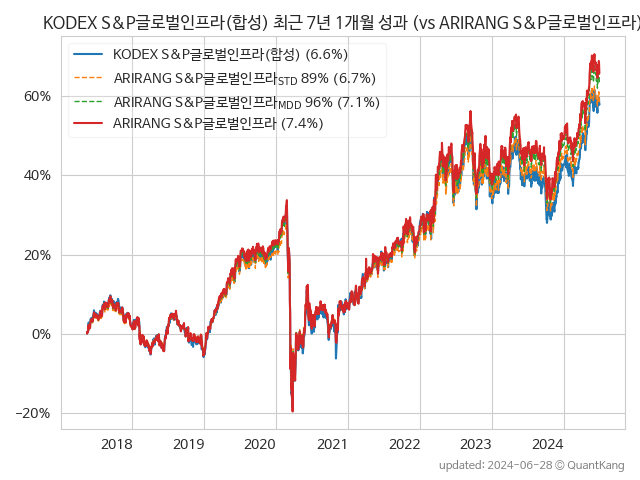 KODEX S&P글로벌인프라(합성) 최근 7년 1개월 성과 (vs ARIRANG S&P글로벌인프라)
KODEX S&P글로벌인프라(합성) (6.6%)
ARIRANG S&P글로벌인프라STD 89% (6.7%)
ARIRANG S&P글로벌인프라MDD 96% (7.1%)
ARIRANG S&P글로벌인프라 (7.4%)
60%
40%
20%
0%
−20%
2018 2019 2020 2021 2022 2023 2024
updated: 2024-06-28 © QuantKang